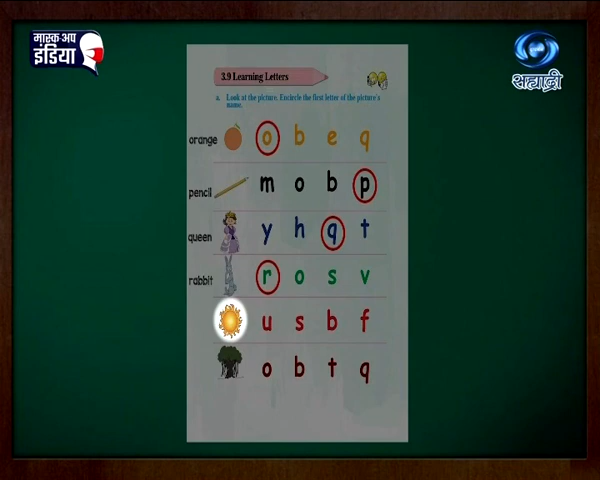 मास्क अप
इंडिया
सह्याद्री
3.9 Learning Letters
a. Look at the picture. Encircle the first letter of the picture's
name.
orange o b e q
pencil m o b p
queen y h q t
rabbit r o s v
u s b f
o b t q